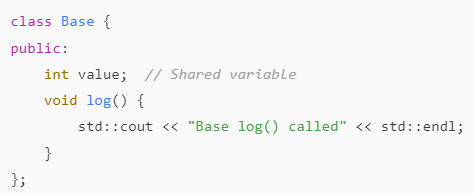 class Base {
public:
    int value;  // Shared variable
    void log() {
        std::cout << "Base log() called" << std::endl;
    }
};